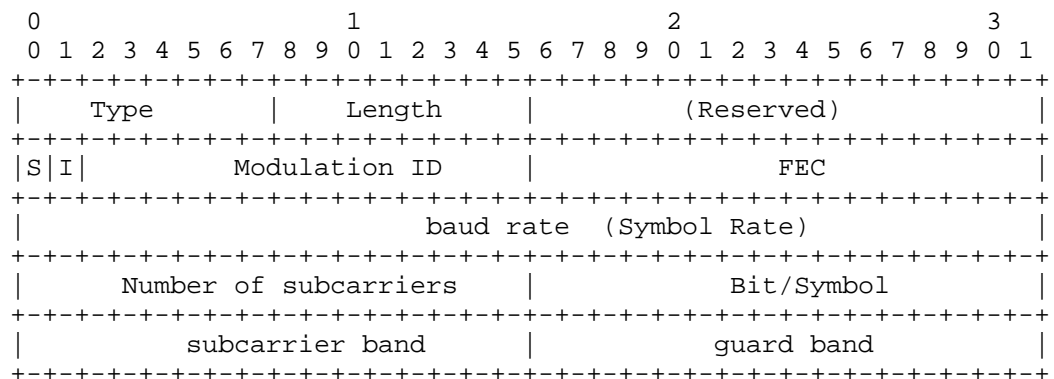 0                   1                   2                   3
 0 1 2 3 4 5 6 7 8 9 0 1 2 3 4 5 6 7 8 9 0 1 2 3 4 5 6 7 8 9 0 1
+-+-+-+-+-+-+-+-+-+-+-+-+-+-+-+-+-+-+-+-+-+-+-+-+-+-+-+-+-+-+-+-+
|    Type       |    Length     |         (Reserved)            |
+-+-+-+-+-+-+-+-+-+-+-+-+-+-+-+-+-+-+-+-+-+-+-+-+-+-+-+-+-+-+-+-+
|S|I|         Modulation ID     |               FEC             |
+-+-+-+-+-+-+-+-+-+-+-+-+-+-+-+-+-+-+-+-+-+-+-+-+-+-+-+-+-+-+-+-+
|                         baud rate  (Symbol Rate)              |
+-+-+-+-+-+-+-+-+-+-+-+-+-+-+-+-+-+-+-+-+-+-+-+-+-+-+-+-+-+-+-+-+
|      Number of subcarriers    |            Bit/Symbol         |
+-+-+-+-+-+-+-+-+-+-+-+-+-+-+-+-+-+-+-+-+-+-+-+-+-+-+-+-+-+-+-+-+
|          subcarrier band      |           guard band          |
+-+-+-+-+-+-+-+-+-+-+-+-+-+-+-+-+-+-+-+-+-+-+-+-+-+-+-+-+-+-+-+-+